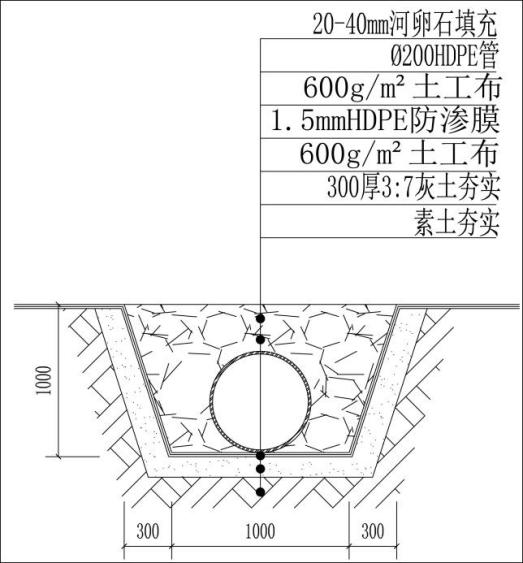 20-40mm河卵石填充
Ø200HDPE管
600g/m² 土工布
1.5mmHDPE防渗膜
600g/m² 土工布
300厚3:7灰土夯实
素土夯实
1000
300
1000
300